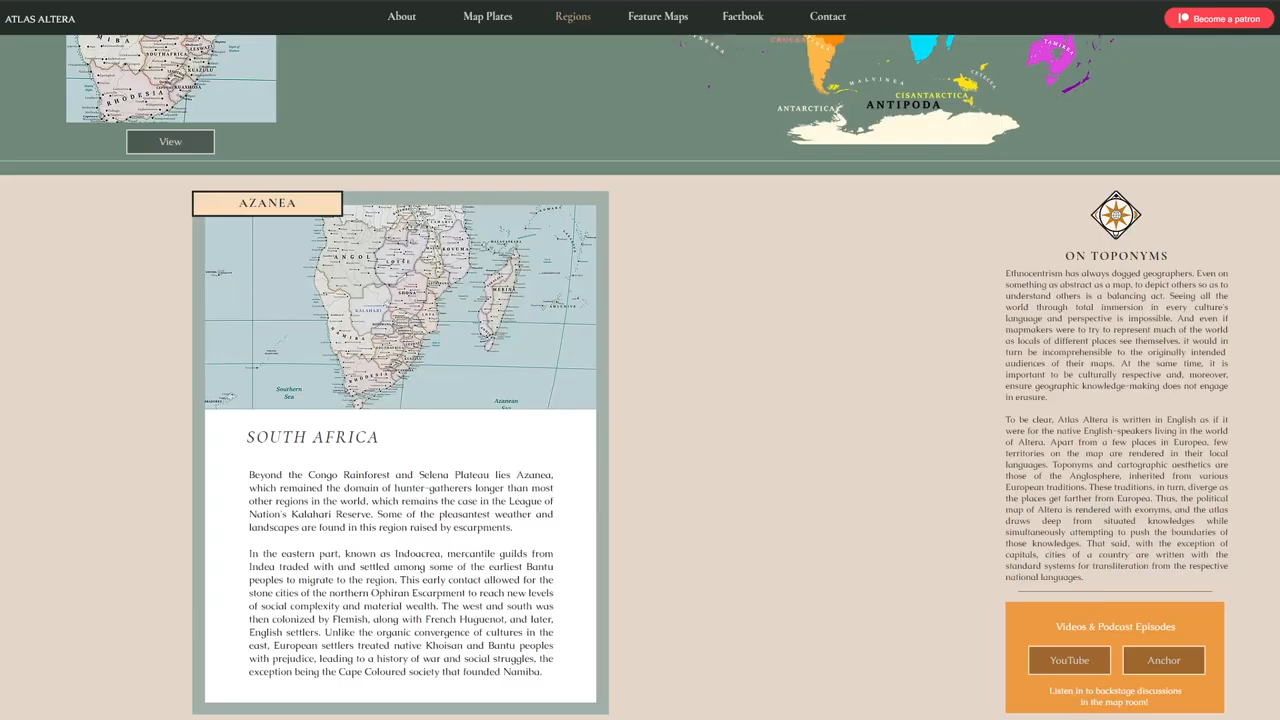 ATLAS ALTERA
About
Map Plates
Regions
Feature Maps
Factbook
Contact
Become a patron
SOUTHAFRICA
RHODESIA
View
MALVINEA
CISANTARCTICA
ANTIPODA
ANTARCTICA
TAMIREA
AZANEA
ANGOL
KALAHARI
Southern
Sea
Azanean
Sea
SOUTH AFRICA
Beyond the Congo Rainforest and Selena Plateau lies Azanea,
which remained the domain of hunter-gatherers longer than most
other regions in the world, which remains the case in the League of
Nation's Kalahari Reserve. Some of the pleasantest weather and
landscapes are found in this region raised by escarpments.
In the eastern part, known as Indoacrea, mercantile guilds from
Indea traded with and settled among some of the earliest Bantu
peoples to migrate to the region. This early contact allowed for the
stone cities of the northern Ophiran Escarpment to reach new levels
of social complexity and material wealth. The west and south was
then colonized by Flemish, along with French Huguenot, and later,
English settlers. Unlike the organic convergence of cultures in the
east, European settlers treated native Khoisan and Bantu peoples
with prejudice, leading to a history of war and social struggles, the
exception being the Cape Coloured society that founded Namiba.
ON TOPONYMS
Ethnocentrism has always dogged geographers. Even on
something as abstract as a map, to depict others so as to
understand others is a balancing act. Seeing all the
world through total immersion in every culture's
language and perspective is impossible. And even if
mapmakers were to try to represent much of the world
as locals of different places see themselves, it would in
turn be incomprehensible to the originally intended
audiences of their maps. At the same time, it is
important to be culturally respective and, moreover,
ensure geographic knowledge-making does not engage
in erasure.
To be clear, Atlas Altera is written in English as if it
were for the native English-speakers living in the world
of Altera. Apart from a few places in Europea, few
territories on the map are rendered in their local
languages. Toponyms and cartographic aesthetics are
those of the Anglosphere, inherited from various
European traditions. These traditions, in turn, diverge as
the places get farther from Europea. Thus, the political
map of Altera is rendered with exonyms, and the atlas
draws deep from situated knowledges while
simultaneously attempting to push the boundaries of
those knowledges. That said, with the exception of
capitals, cities of a country are written with the
standard systems for transliteration from the respective
national languages.
Videos & Podcast Episodes
YouTube
Anchor
Listen in to backstage discussions
in the map room!